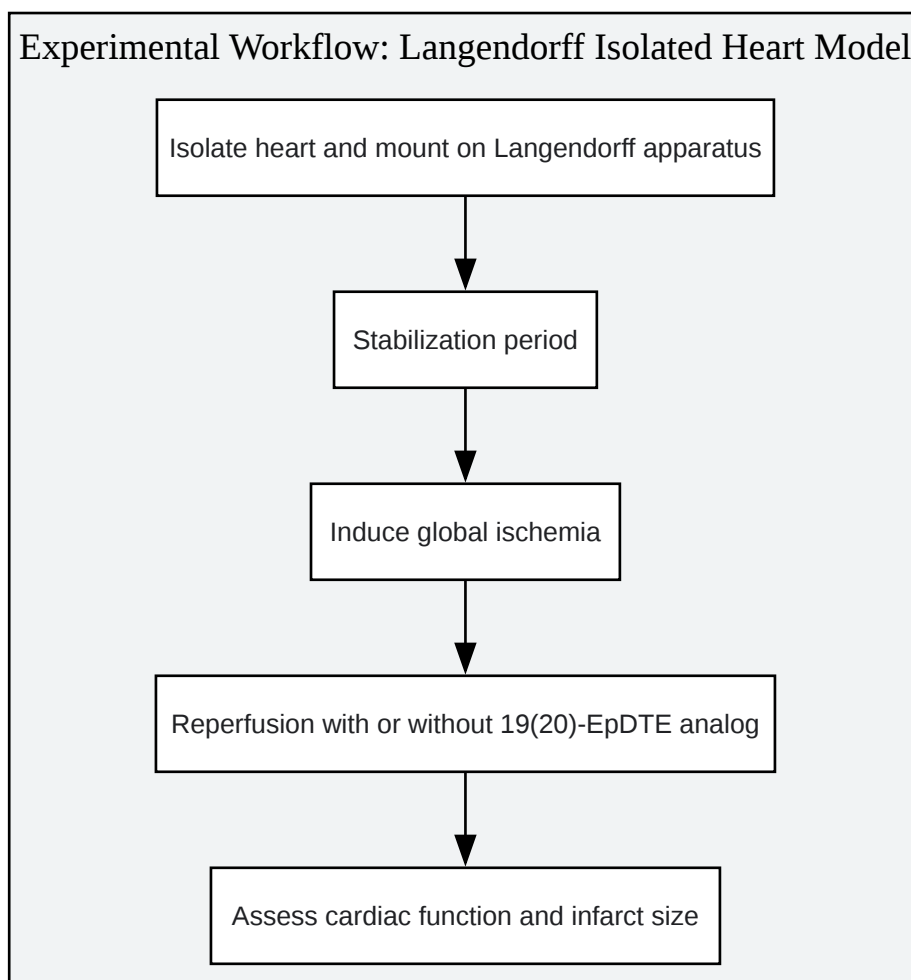 Experimental Workflow: Langendorff Isolated Heart Model
Isolate heart and mount on Langendorff apparatus
Stabilization period
Induce global ischemia
Reperfusion with or without 19(20)-EpDTE analog
Assess cardiac function and infarct size